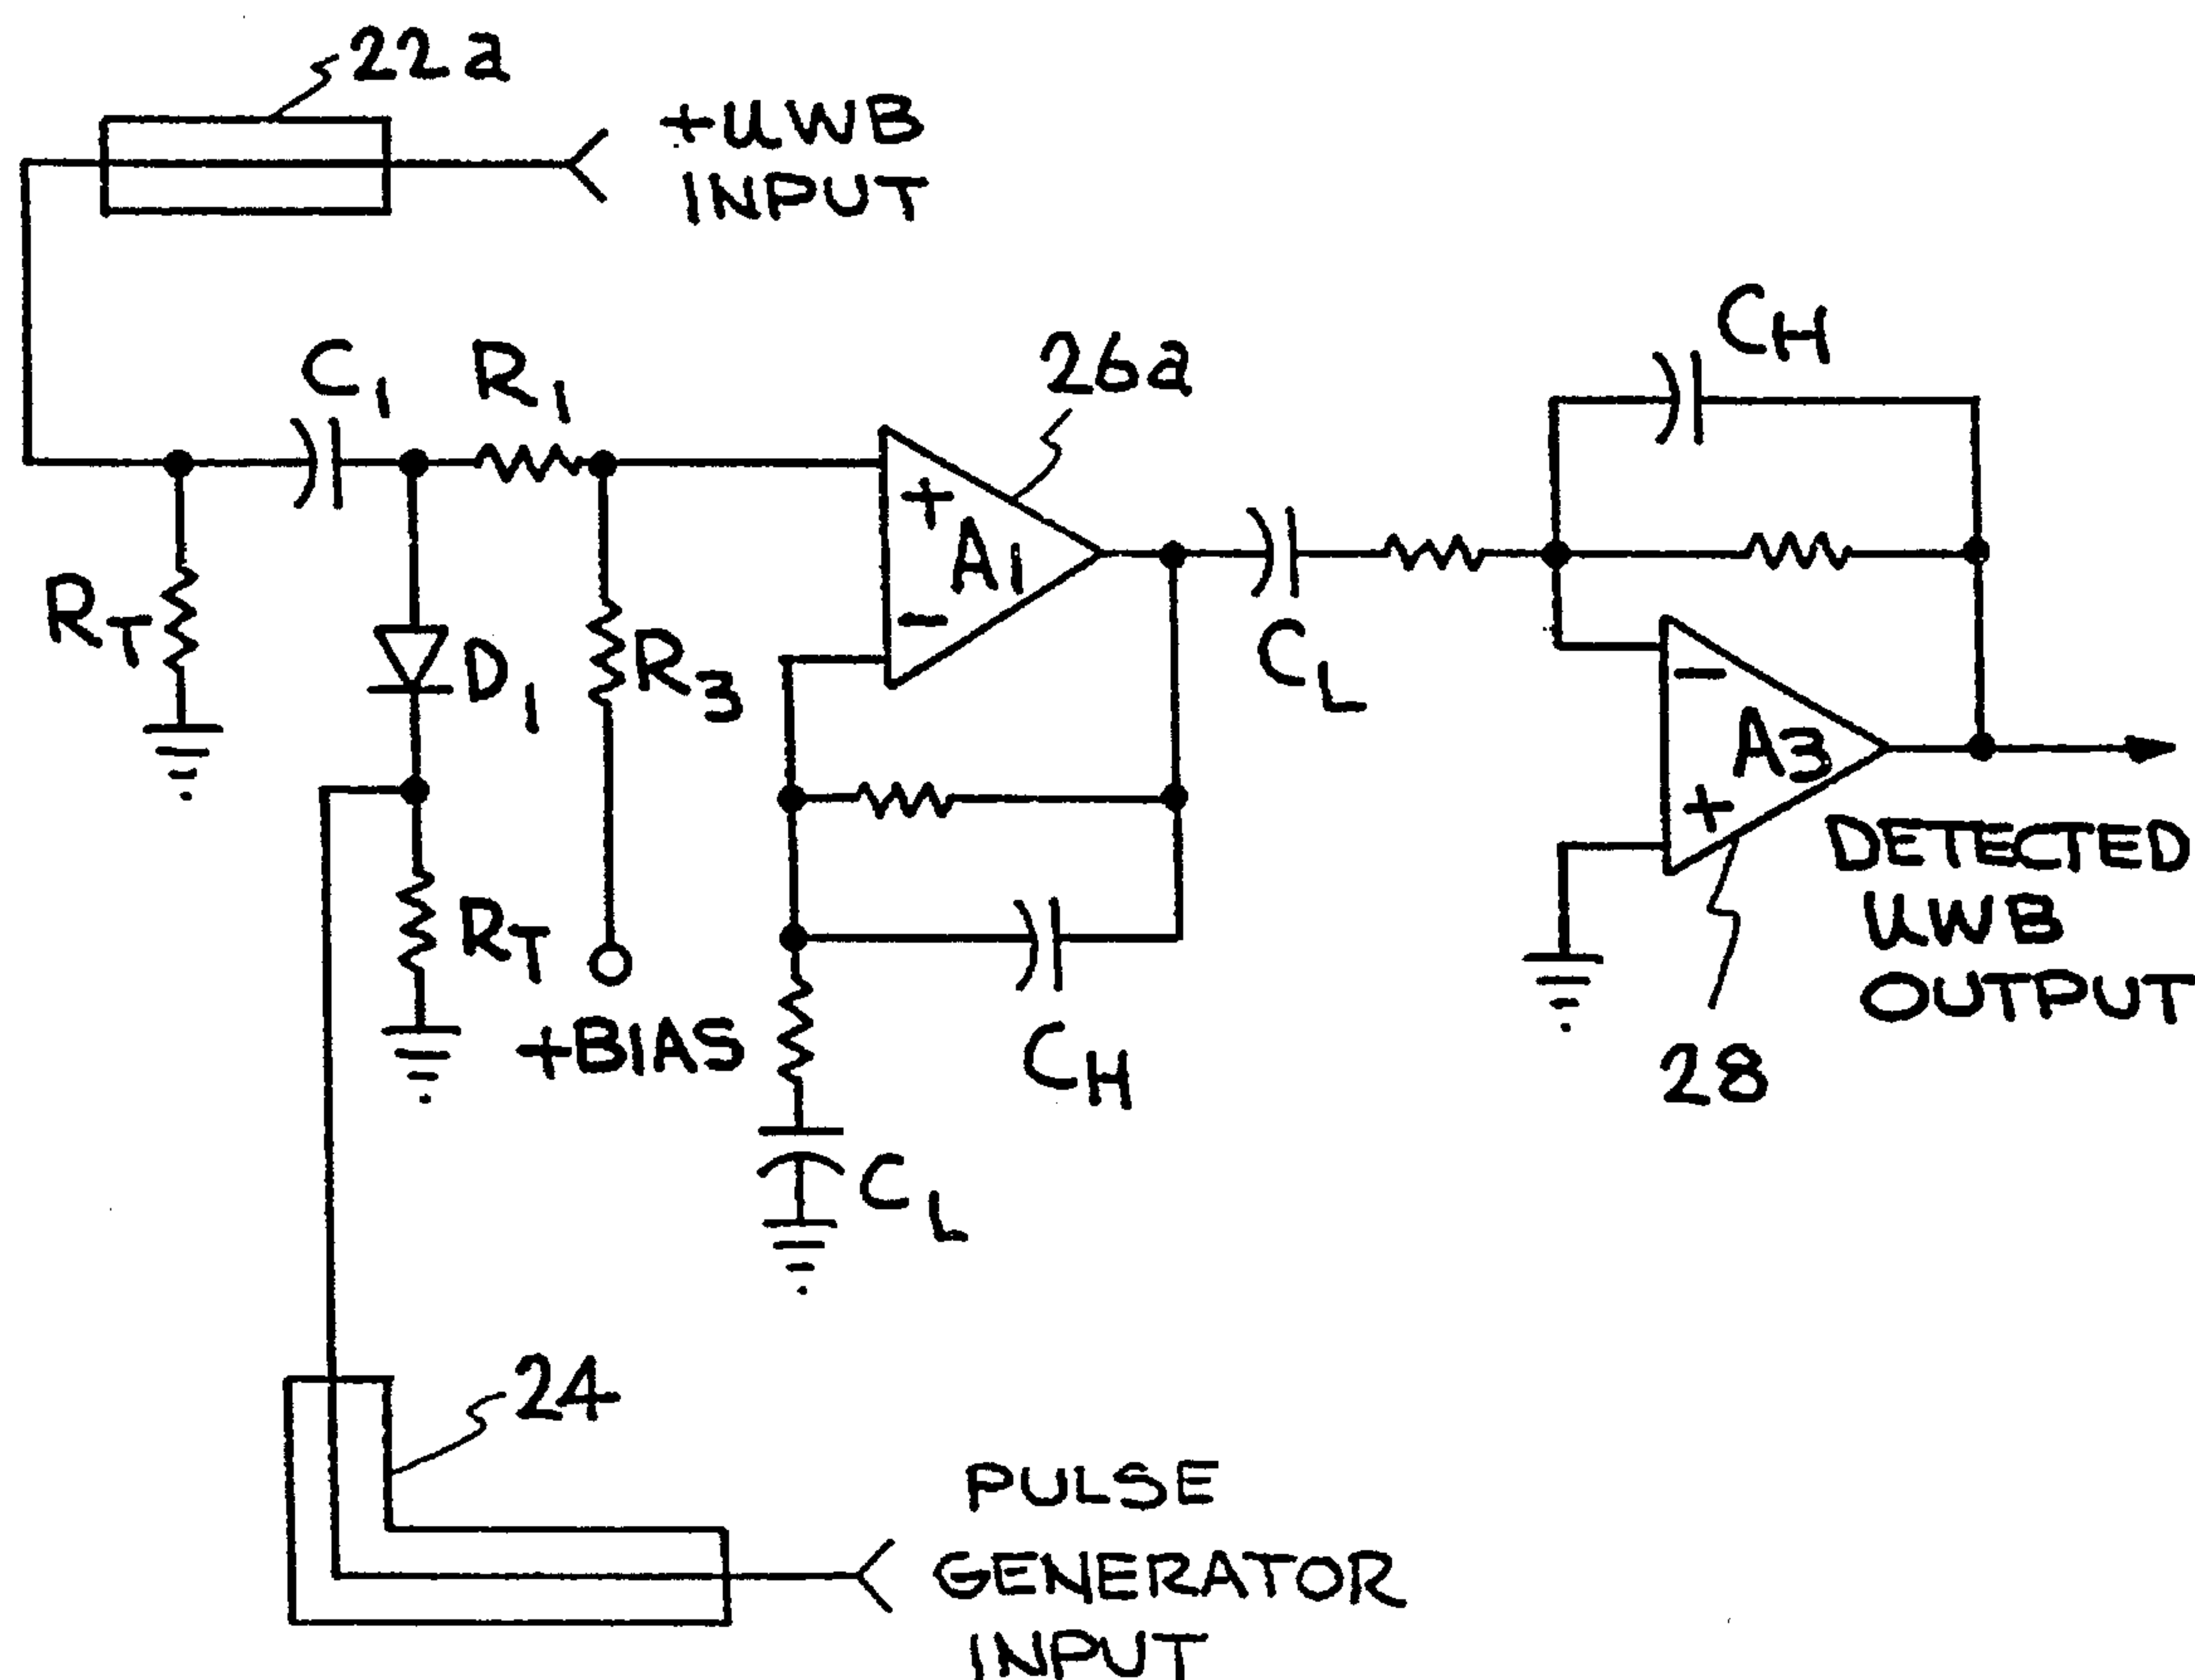 22a
+UWB
INPUT
C1
R1
26a
CH
+
A1
-
RT
D1
R3
CL
-
A3
+
DETECTED
UWB
OUTPUT
RT
+BIAS
CH
28
CL
24
PULSE
GENERATOR
INPUT